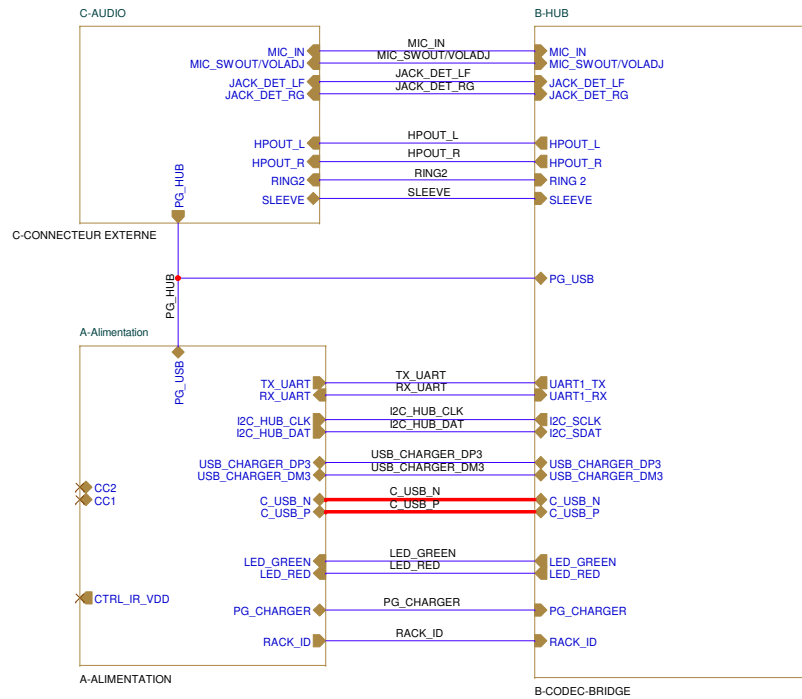 C-AUDIO
B-HUB
MIC_IN
MIC_IN
MIC_IN
MIC_SWOUT/VOLADJ
MIC_SWOUT/VOLADJ
MIC_SWOUT/VOLADJ
JACK_DET_LF
JACK_DET_LF
JACK_DET_LF
JACK_DET_RG
JACK_DET_RG
JACK_DET_RG
HPOUT_L
HPOUT_L
HPOUT_L
HPOUT_R
HPOUT_R
HPOUT_R
RING2
RING2
RING 2
SLEEVE
SLEEVE
SLEEVE
PG_HUB
C-CONNECTEUR EXTERNE
PG_HUB
PG_USB
A-Alimentation
PG_USB
TX_UART
TX_UART
UART1_TX
RX_UART
RX_UART
UART1_RX
I2C_HUB_CLK
I2C_HUB_CLK
I2C_SCLK
I2C_HUB_DAT
I2C_HUB_DAT
I2C_SDAT
USB_CHARGER_DP3
USB_CHARGER_DP3
USB_CHARGER_DP3
USB_CHARGER_DM3
USB_CHARGER_DM3
USB_CHARGER_DM3
CC2
CC1
C_USB_N
C_USB_N
C_USB_N
C_USB_P
C_USB_P
C_USB_P
LED_GREEN
LED_GREEN
LED_GREEN
LED_RED
LED_RED
LED_RED
CTRL_IR_VDD
PG_CHARGER
PG_CHARGER
PG_CHARGER
RACK_ID
RACK_ID
RACK_ID
A-ALIMENTATION
B-CODEC-BRIDGE